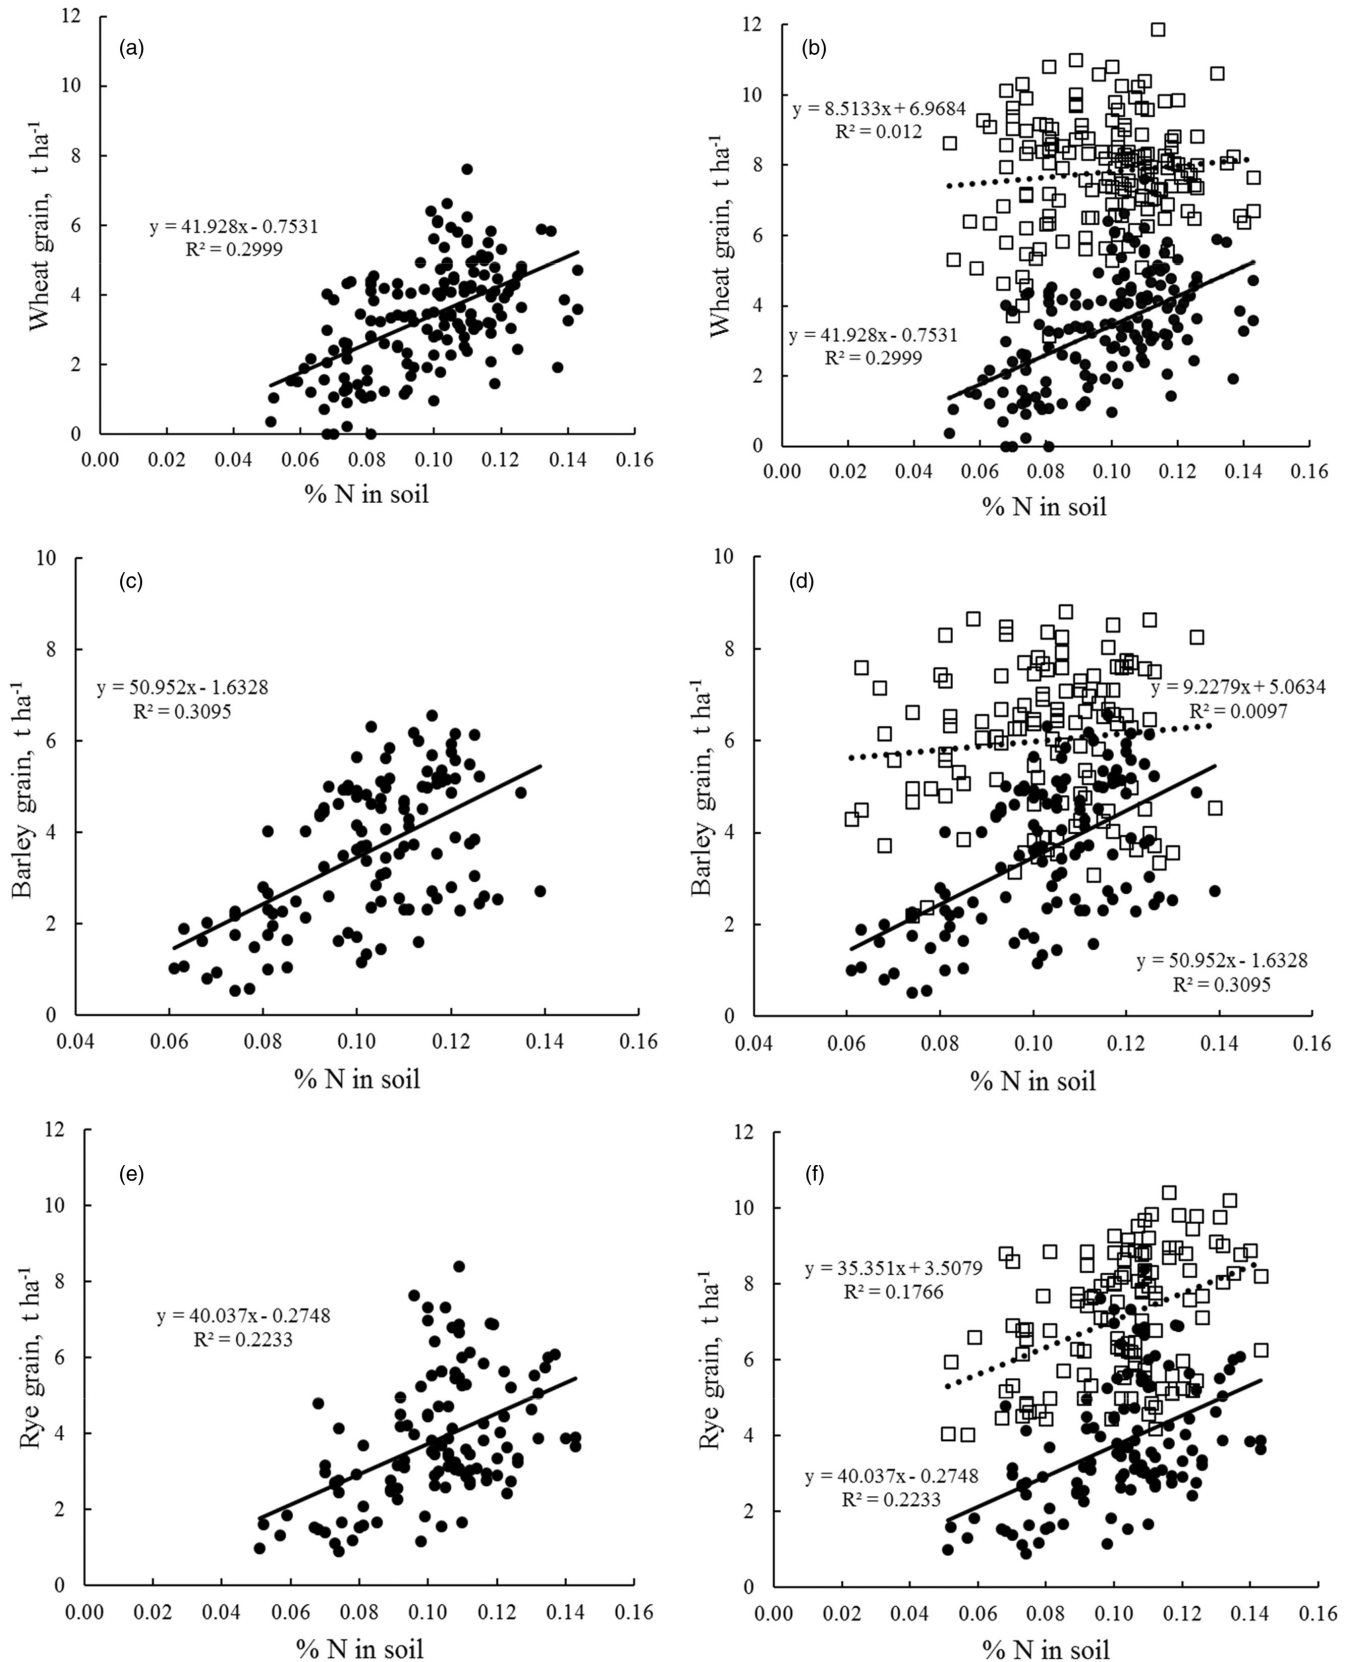 (a)
Wheat grain, t ha-1
12
10
8
6
4
2
0
y = 41.928x - 0.7531
R² = 0.2999
0.00 0.02 0.04 0.06 0.08 0.10 0.12 0.14 0.16
% N in soil
(b)
Wheat grain, t ha-1
12
10
8
6
4
2
0
y = 8.5133x + 6.9684
R² = 0.012
y = 41.928x - 0.7531
R² = 0.2999
0.00 0.02 0.04 0.06 0.08 0.10 0.12 0.14 0.16
% N in soil
(c)
Barley grain, t ha-1
10
8
6
4
2
0
y = 50.952x - 1.6328
R² = 0.3095
0.04 0.06 0.08 0.10 0.12 0.14 0.16
% N in soil
(d)
Barley grain, t ha-1
10
8
6
4
2
0
y = 9.2279x + 5.0634
R² = 0.0097
y = 50.952x - 1.6328
R² = 0.3095
0.04 0.06 0.08 0.10 0.12 0.14 0.16
% N in soil
(e)
Rye grain, t ha-1
12
10
8
6
4
2
0
y = 40.037x - 0.2748
R² = 0.2233
0.00 0.02 0.04 0.06 0.08 0.10 0.12 0.14 0.16
% N in soil
(f)
Rye grain, t ha-1
12
10
8
6
4
2
0
y = 35.351x + 3.5079
R² = 0.1766
y = 40.037x - 0.2748
R² = 0.2233
0.00 0.02 0.04 0.06 0.08 0.10 0.12 0.14 0.16
% N in soil